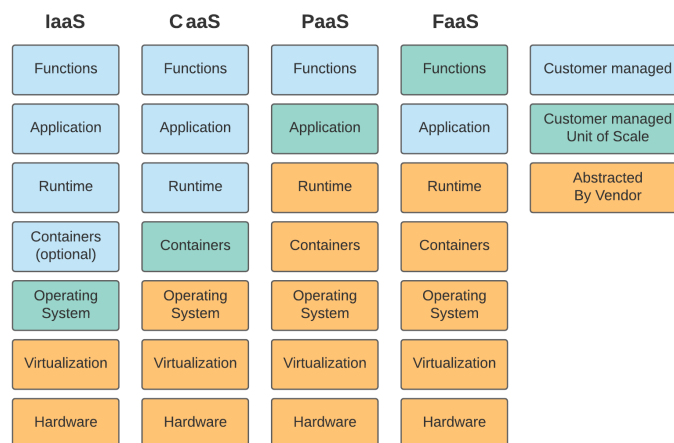 IaaS CaaS PaaS FaaS
Functions Functions Functions Functions Customer managed
Application Application Application Application Customer managed
Unit of Scale
Runtime Runtime Runtime Runtime Abstracted
By Vendor
Containers
(optional) Containers Containers Containers
Operating
System Operating
System Operating
System Operating
System
Virtualization Virtualization Virtualization Virtualization
Hardware Hardware Hardware Hardware